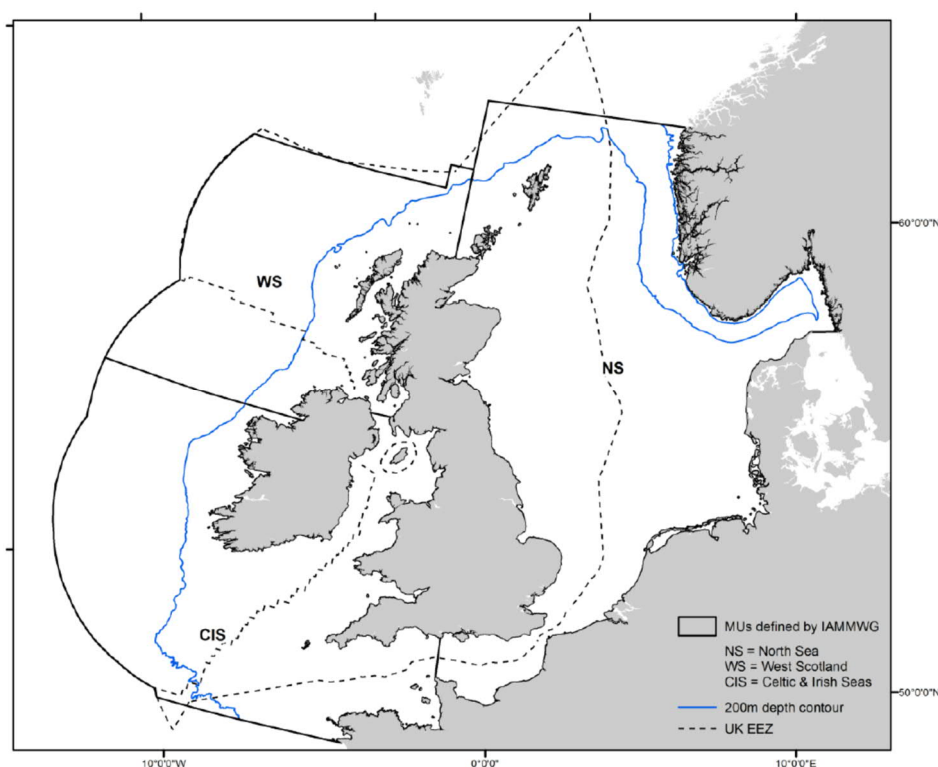 60°0'0"N
WS
NS
CIS
MUs defined by IAMMWG
NS = North Sea
WS = West Scotland
CIS = Celtic & Irish Seas
200m depth contour
UK EEZ
50°0'0"N
10°0'0"W
0°0'0"
10°0'0"E